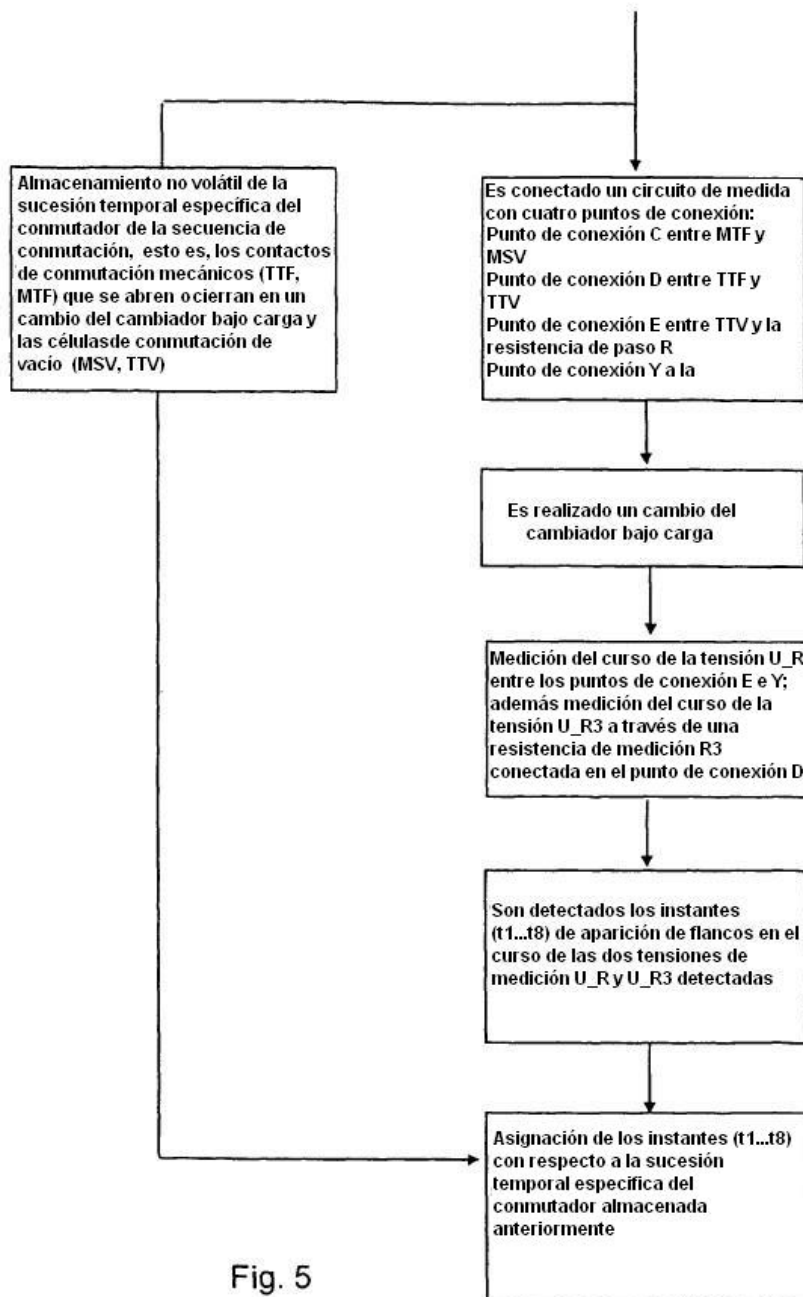 Almacenamiento no volátil de la
sucesión temporal específica del
conmutador de la secuencia de
conmutación, esto es, los contactos
de conmutación mecánicos (TTF,
MTF) que se abren ocierran en un
cambio del cambiador bajo carga y
las célulasde conmutación de
vacío (MSV, TTV)
Es conectado un circuito de medida
con cuatro puntos de conexión:
Punto de conexión C entre MTF y
MSV
Punto de conexión D entre TTF y
TTV
Punto de conexión E entre TTV y la
resistencia de paso R
Punto de conexión Y a la
Es realizado un cambio del
cambiador bajo carga
Medición del curso de la tensión U_R
entre los puntos de conexión E e Y;
además medición del curso de la
tensión U_R3 a través de una
resistencia de medición R3
conectada en el punto de conexión D
Son detectados los instantes
(t1...t8) de aparición de flancos en el
curso de las dos tensiones de
medición U_R y U_R3 detectadas
Asignación de los instantes (t1...t8)
con respecto a la sucesión
temporal específica del
conmutador almacenada
anteriormente
Fig. 5